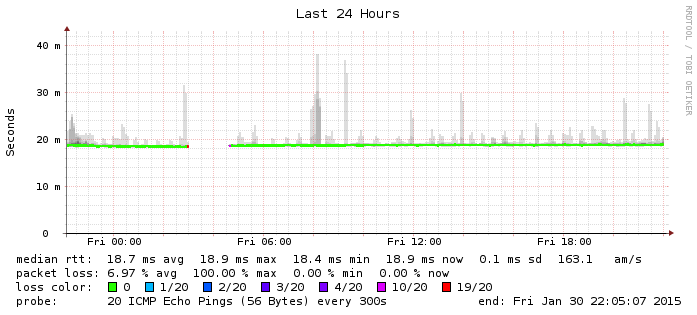 Last 24 Hours
RRDTOOL / TOBI OETIKER
Seconds
40 m
30 m
20 m
10 m
0
Fri 00:00 Fri 06:00 Fri 12:00 Fri 18:00
median rtt: 18.7 ms avg 18.9 ms max 18.4 ms min 18.9 ms now 0.1 ms sd 163.1 am/s
packet loss: 6.97 % avg 100.00 % max 0.00 % min 0.00 % now
loss color: 0 1/20 2/20 3/20 4/20 10/20 19/20
probe: 20 ICMP Echo Pings (56 Bytes) every 300s end: Fri Jan 30 22:05:07 2015